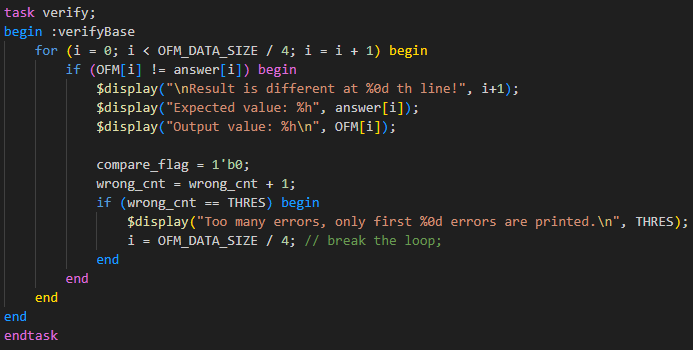 task verify;
begin :verifyBase
    for (i = 0; i < OFM_DATA_SIZE / 4; i = i + 1) begin
        if (OFM[i] != answer[i]) begin
            $display("\nResult is different at %0d th line!", i+1);
            $display("Expected value: %h", answer[i]);
            $display("Output value: %h\n", OFM[i]);

            compare_flag = 1'b0;
            wrong_cnt = wrong_cnt + 1;
            if (wrong_cnt == THRES) begin
                $display("Too many errors, only first %0d errors are printed.\n", THRES);
                i = OFM_DATA_SIZE / 4; // break the loop;
            end
        end
    end
end
endtask